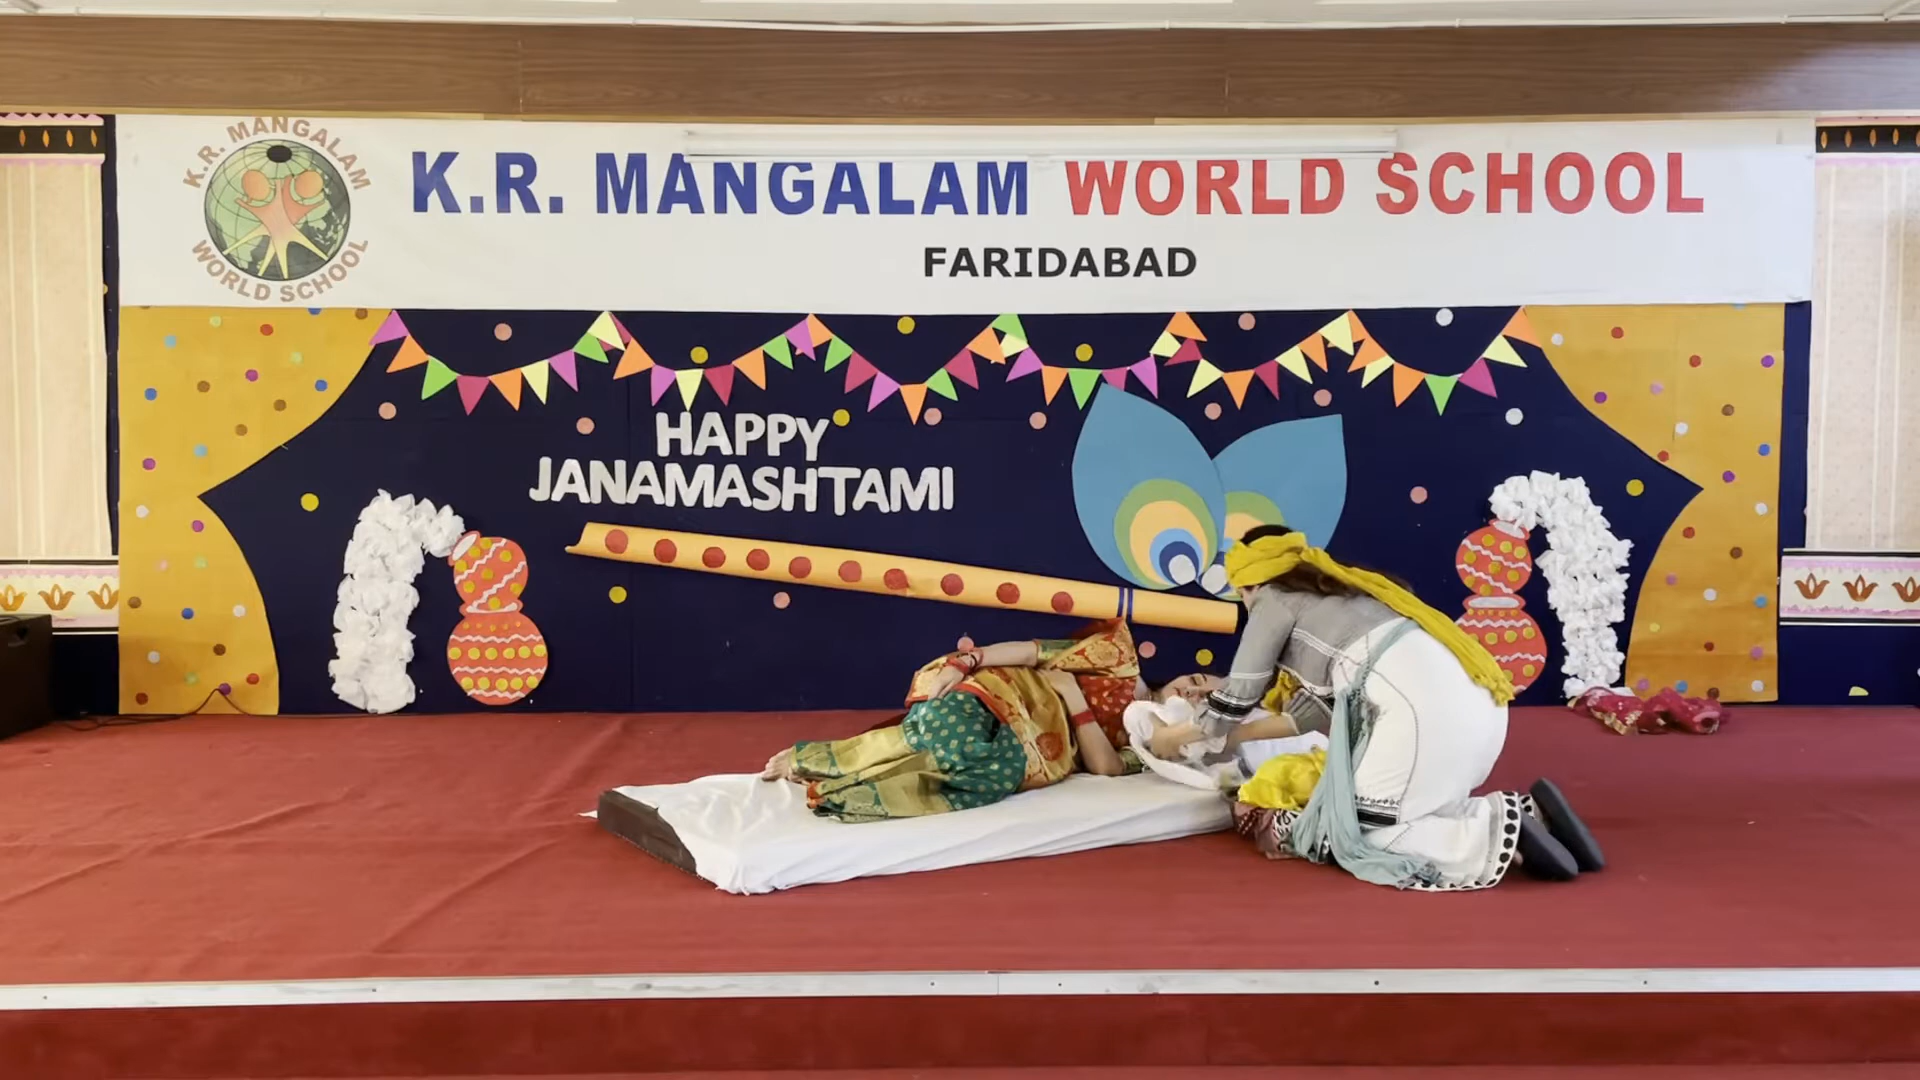 K.R. MANGALAM
WORLD SCHOOL
K.R. MANGALAM WORLD SCHOOL
FARIDABAD
HAPPY
JANAMASHTAMI